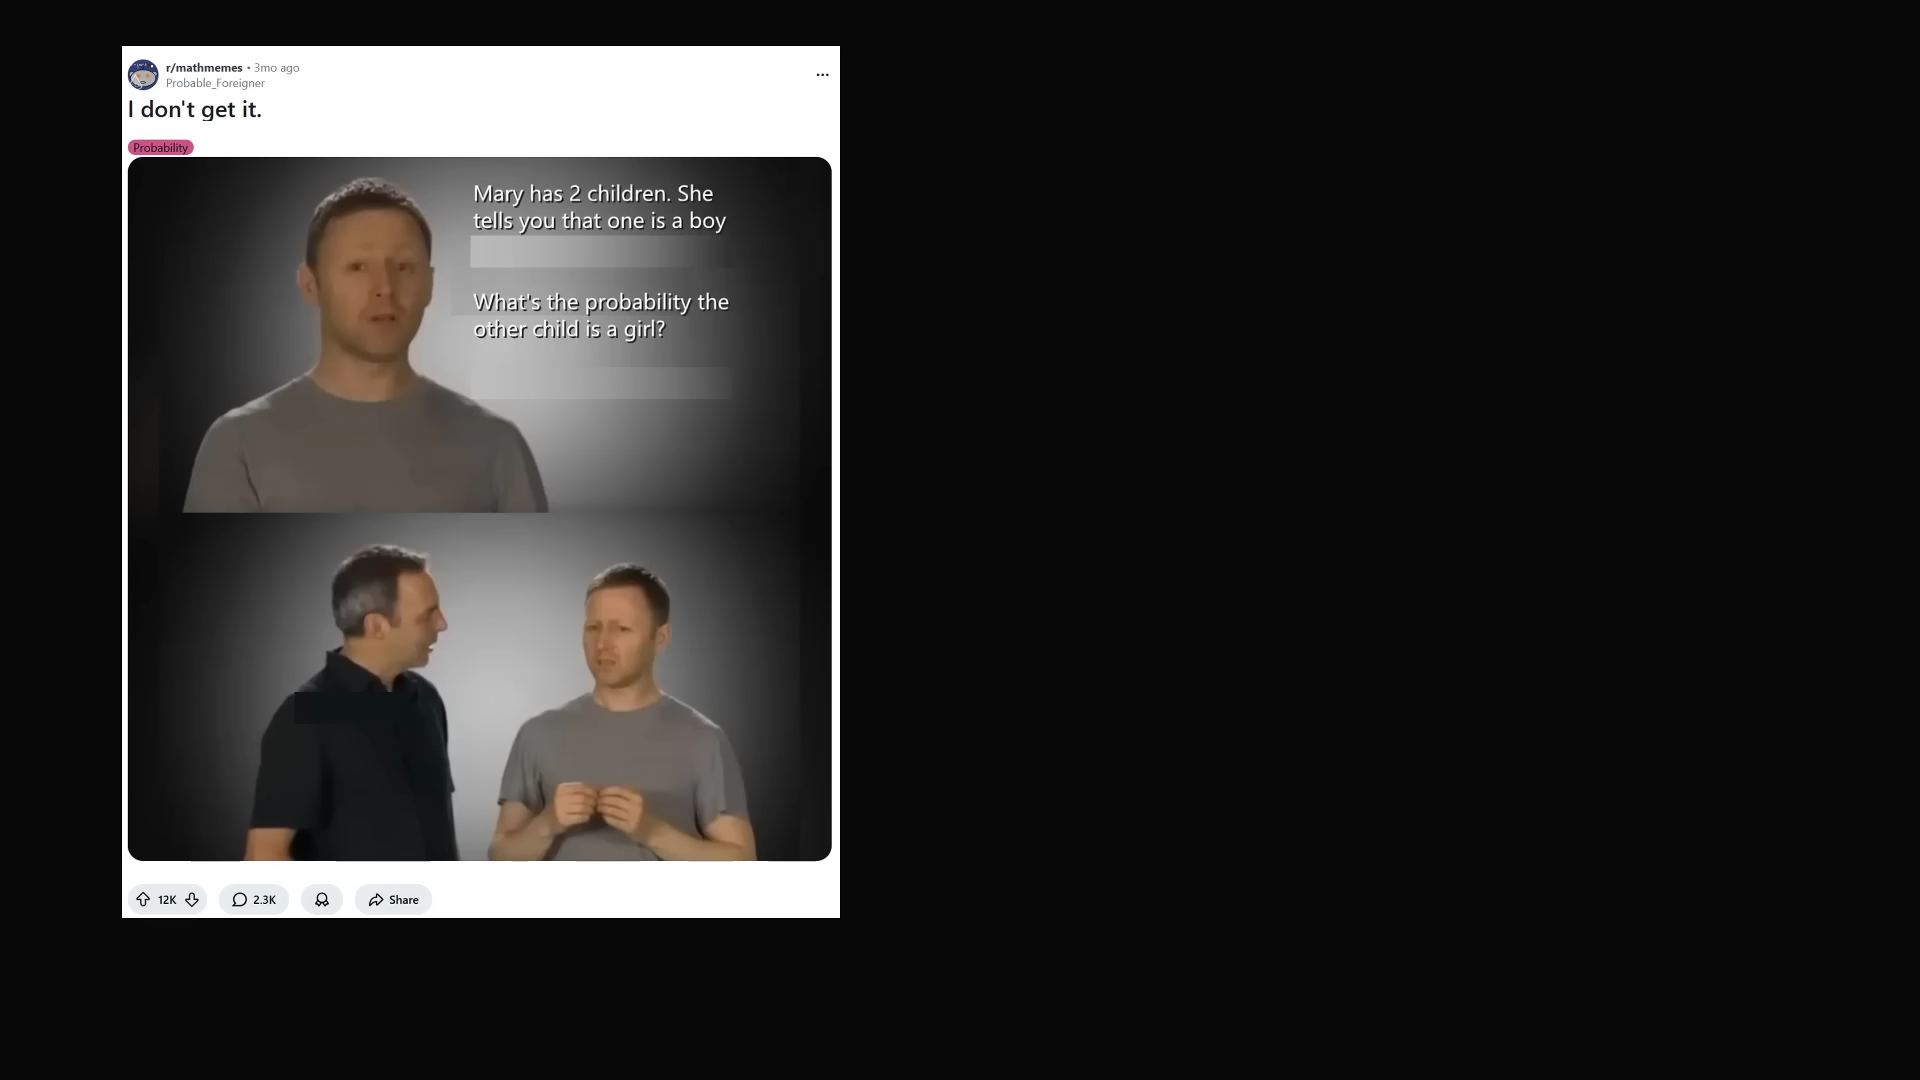 r/mathmemes • 3mo ago
Probable_Foreigner
I don't get it.
Probability
Mary has 2 children. She
tells you that one is a boy
What's the probability the
other child is a girl?
12K
2.3K
Share